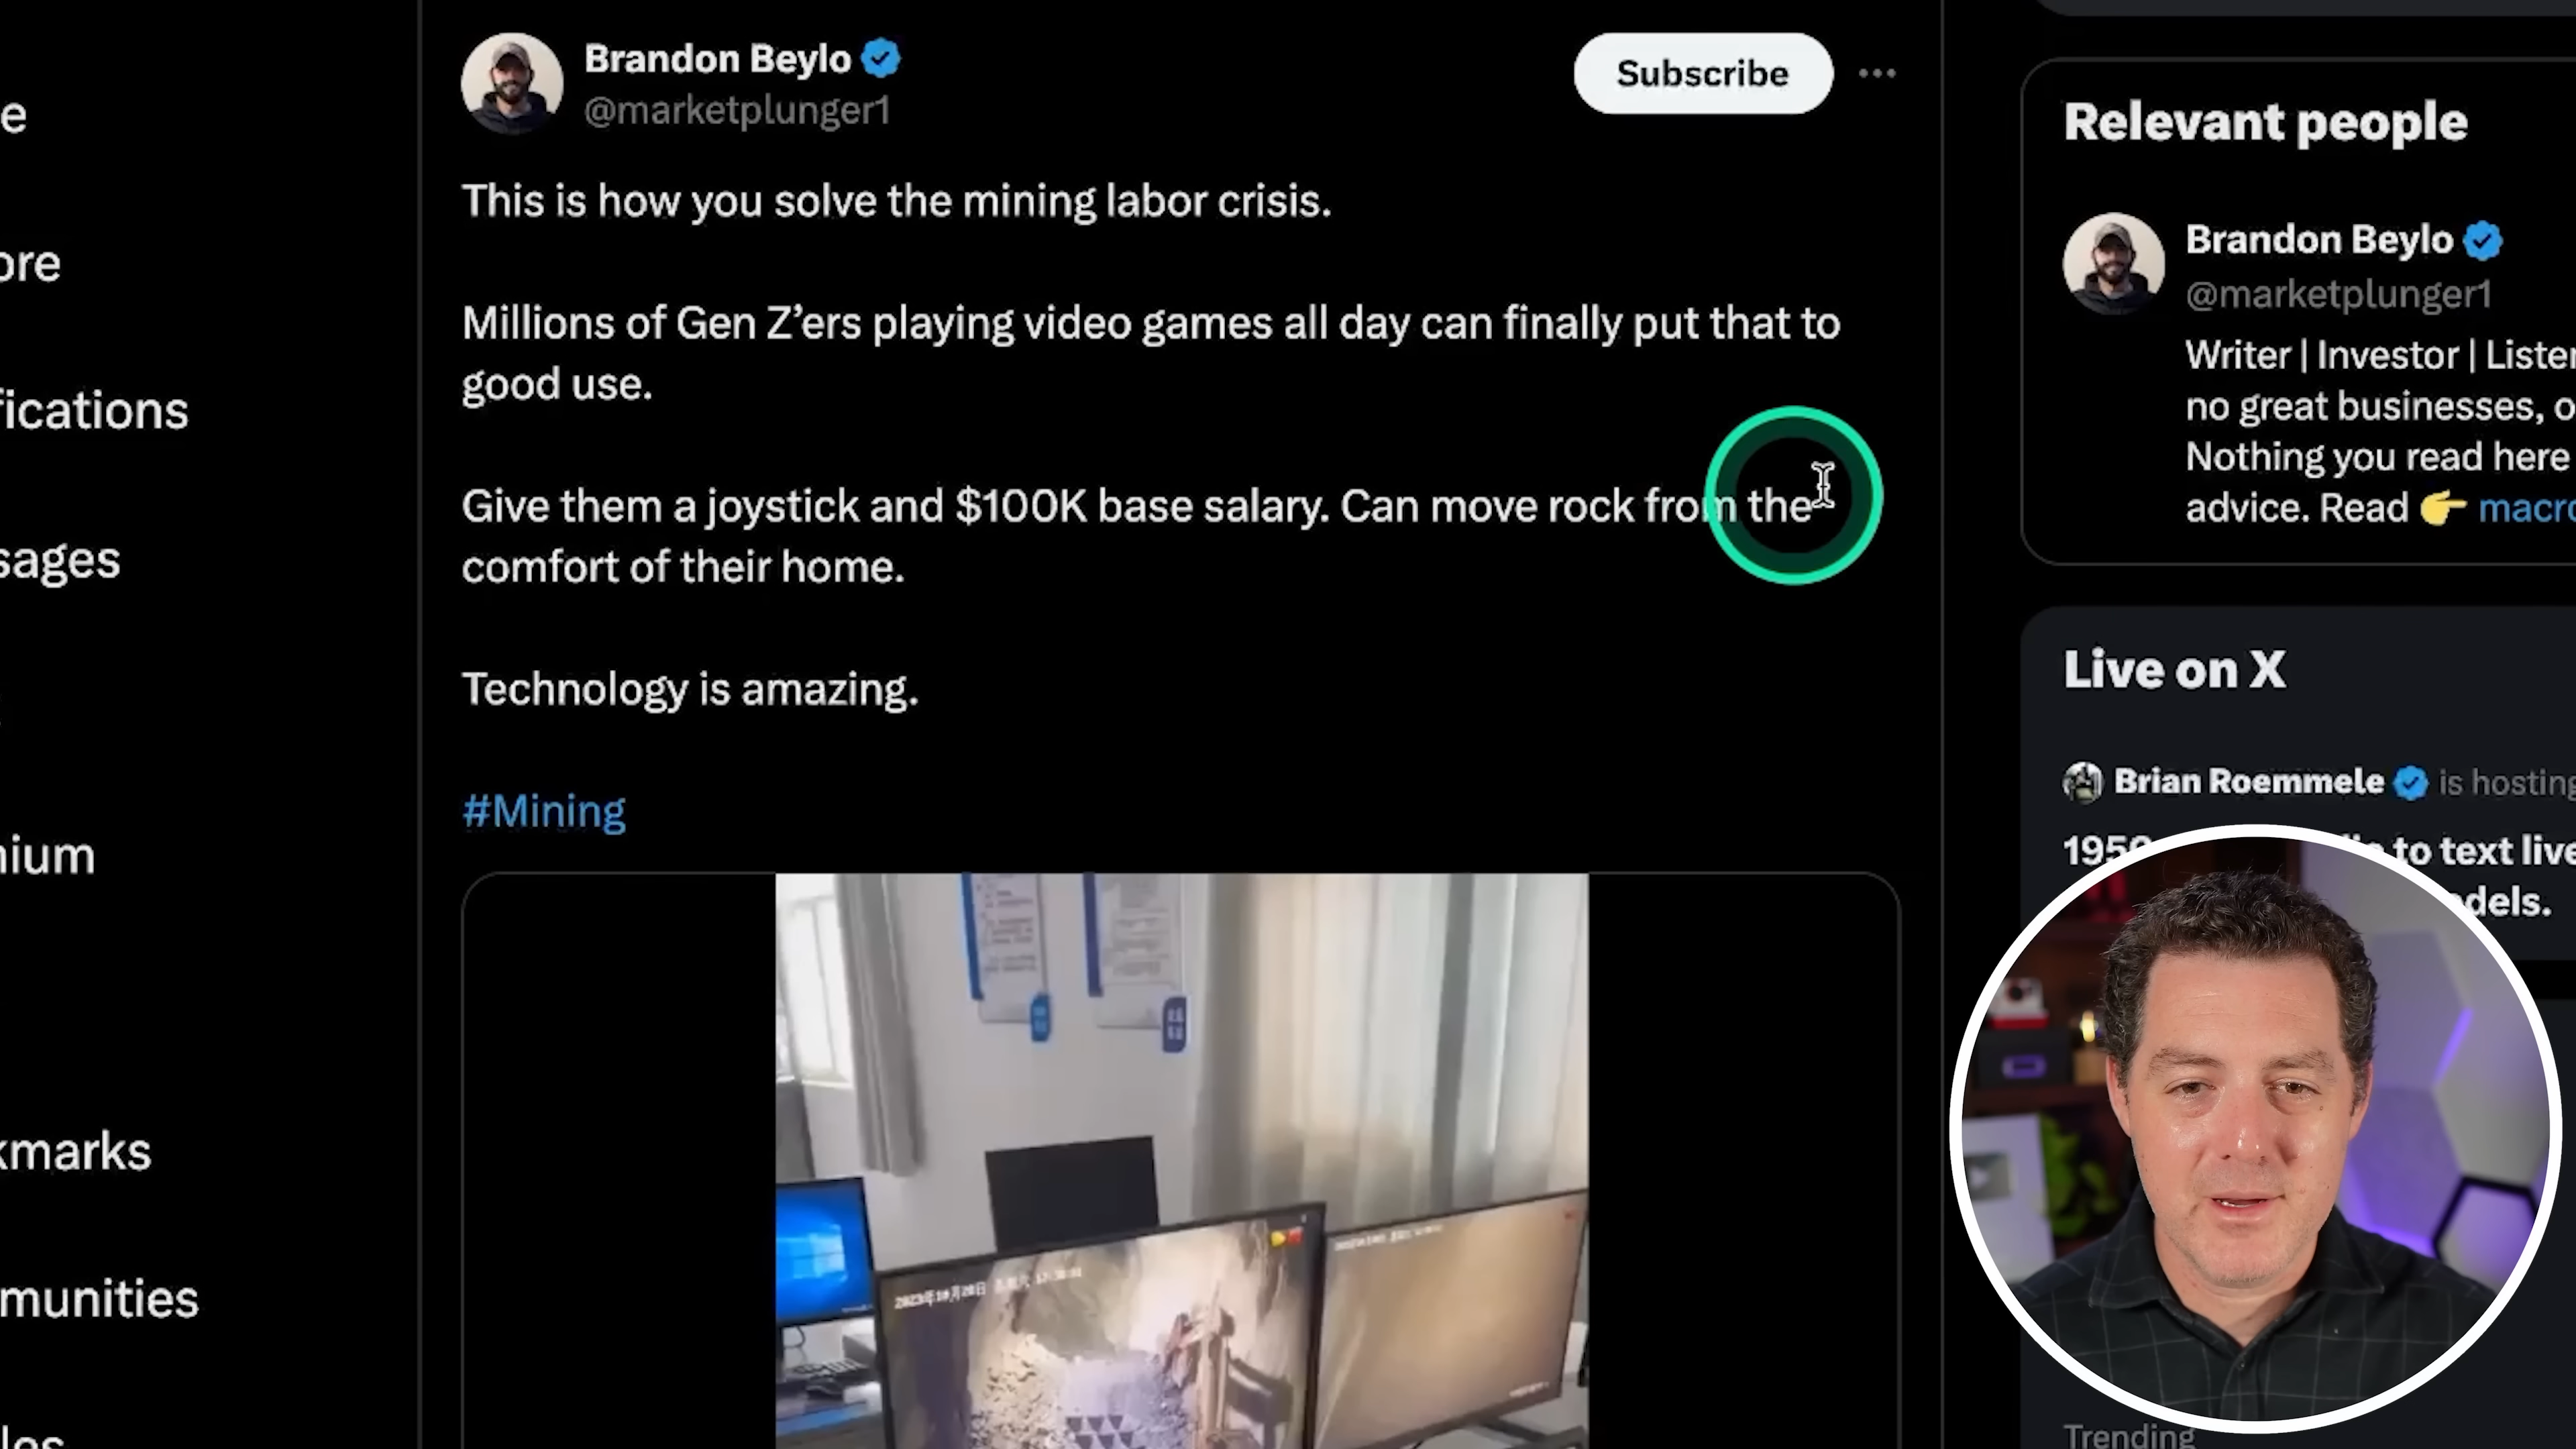 e
ore
fications
sages
nium
kmarks
munities
les
Brandon Beylo
@marketplunger1
Subscribe
This is how you solve the mining labor crisis.
Millions of Gen Z’ers playing video games all day can finally put that to
good use.
Give them a joystick and $100K base salary. Can move rock from the
comfort of their home.
Technology is amazing.
#Mining
Relevant people
Brandon Beylo
@marketplunger1
Writer | Investor | Listen
no great businesses, o
Nothing you read here
advice. Read 👉 macro
Live on X
Brian Roemmele is hosting
to text live
dels.
Trending